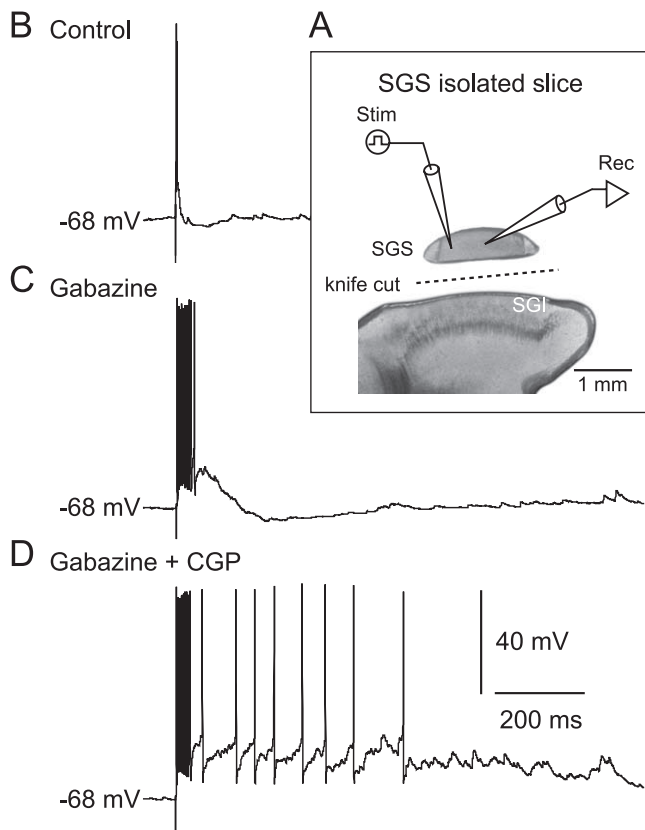 B Control
-68 mV
A
SGS isolated slice
Stim
Rec
SGS
knife cut
SGI
1 mm
C Gabazine
-68 mV
D Gabazine + CGP
40 mV
200 ms
-68 mV